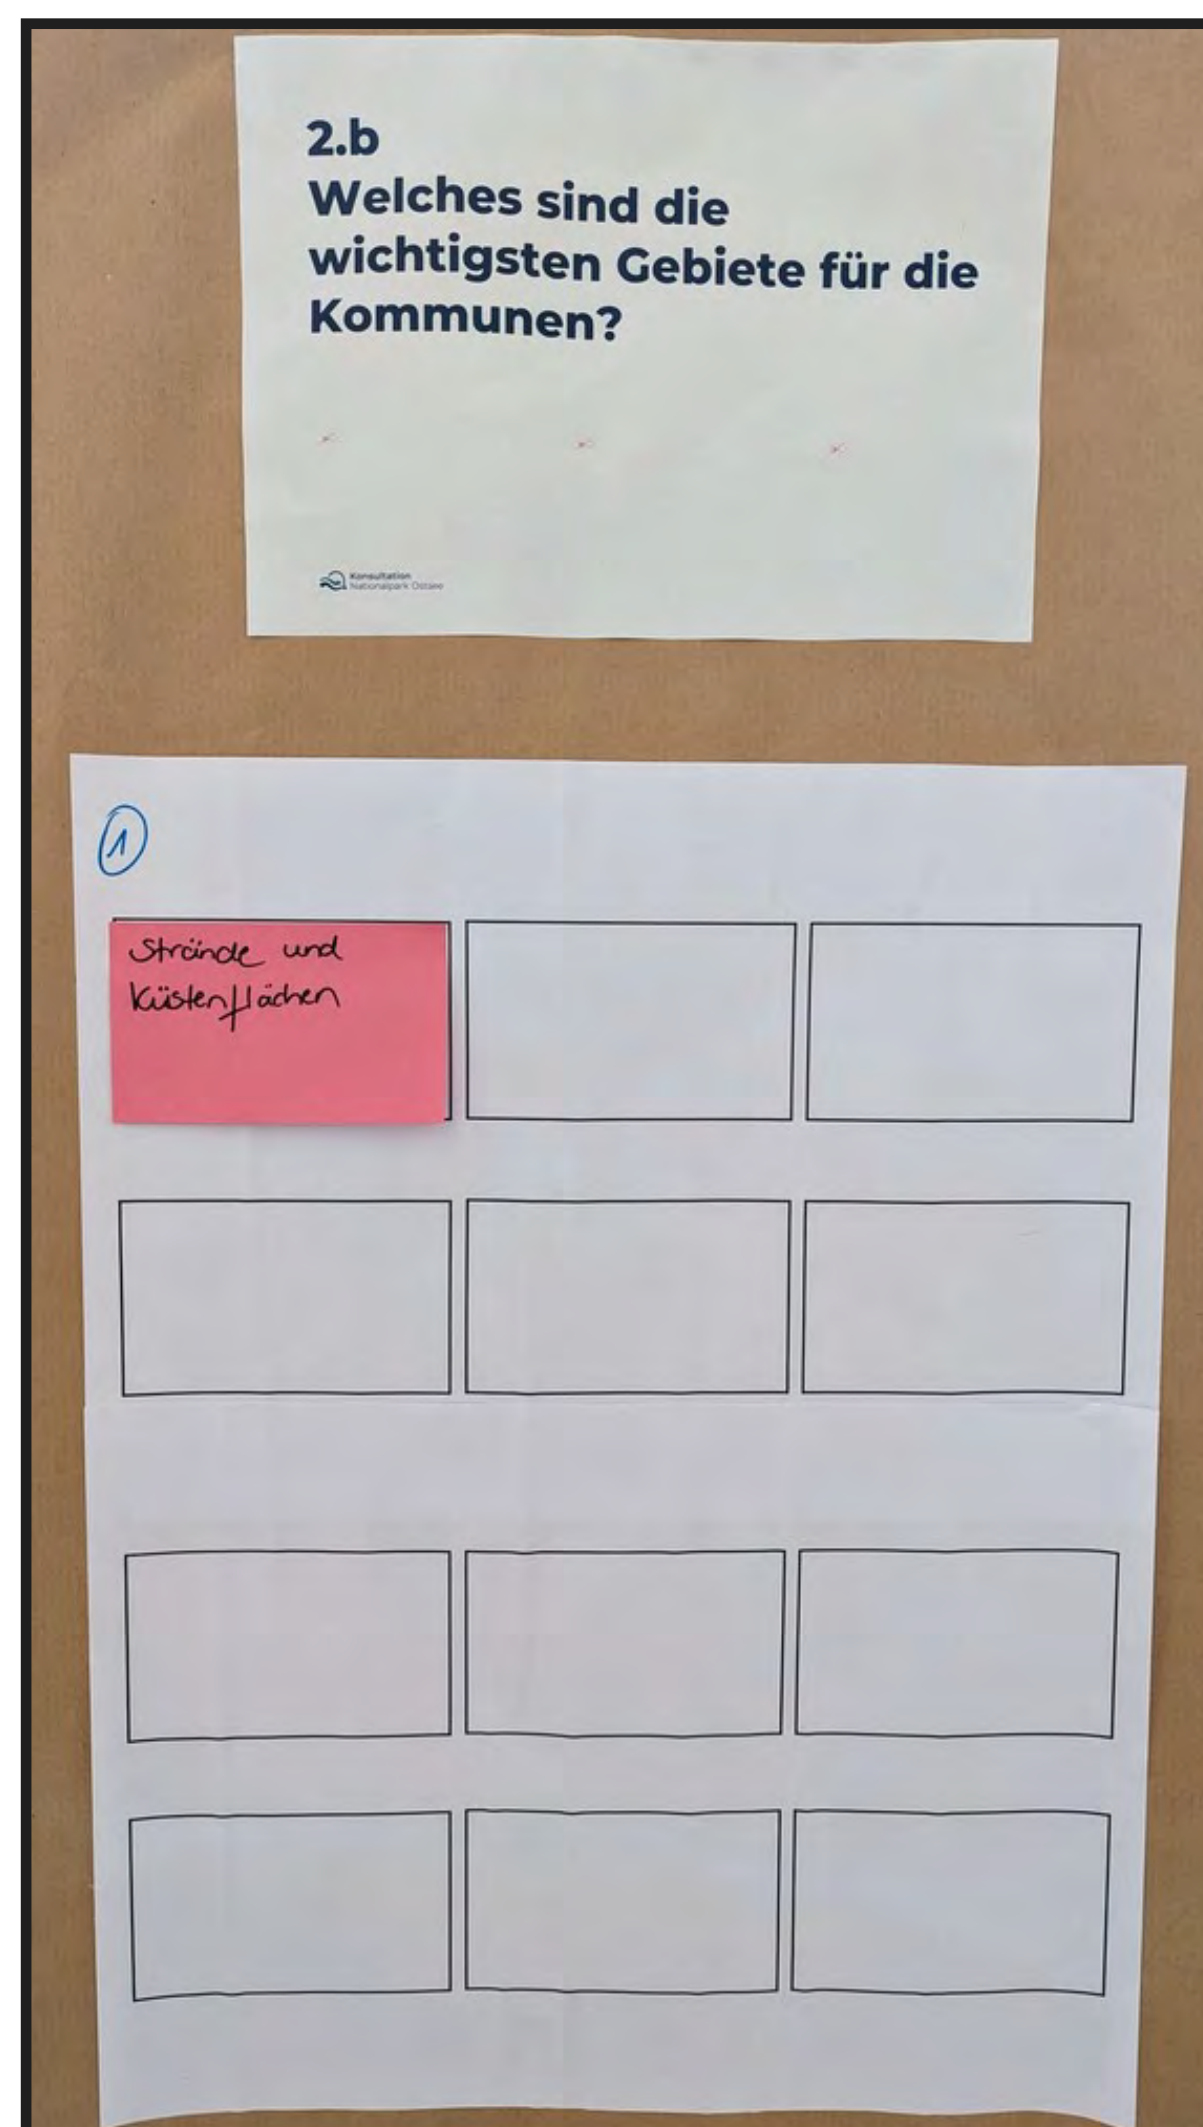 2.b
Welches sind die
wichtigsten Gebiete für die
Kommunen?
Konsultation
Nationalpark Ostsee
1
Strände und
Küstenflächen